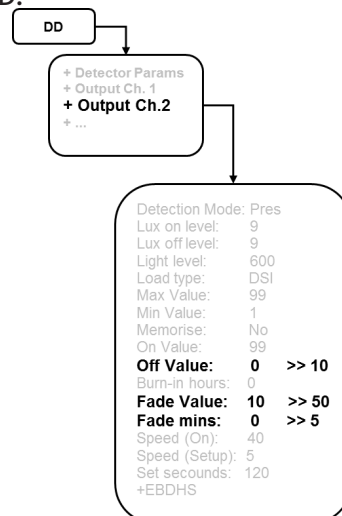 D.
DD
+ Detector Params
+ Output Ch. 1
+ Output Ch.2
+ ...
Detection Mode: Pres
Lux on level: 9
Lux off level: 9
Light level: 600
Load type: DSI
Max Value: 99
Min Value: 1
Memorise: No
On Value: 99
Off Value: 0 >> 10
Burn-in hours: 0
Fade Value: 10 >> 50
Fade mins: 0 >> 5
Speed (On): 40
Speed (Setup): 5
Set secounds: 120
+EBDHS